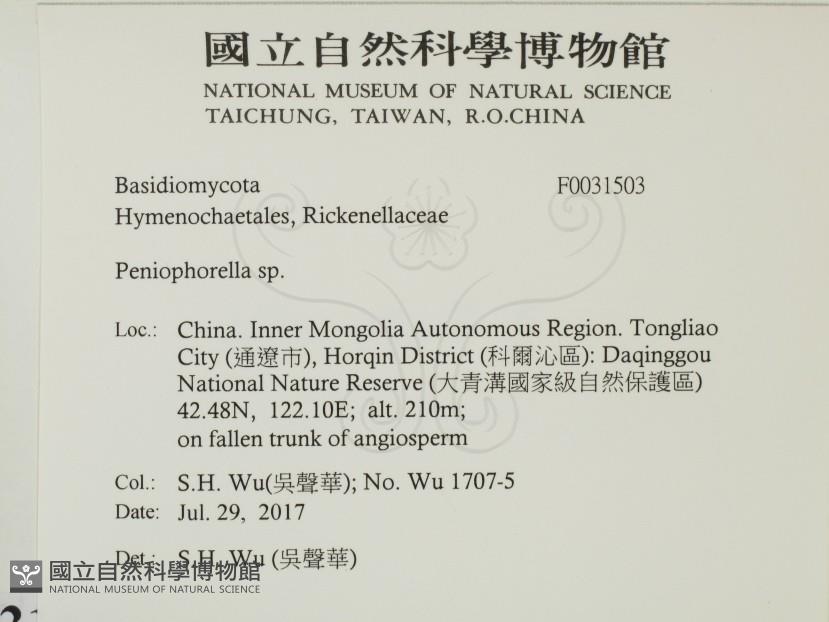 國立自然科學博物館
NATIONAL MUSEUM OF NATURAL SCIENCE
TAICHUNG, TAIWAN, R.O.CHINA
Basidiomycota F0031503
Hymenochaetales, Rickenellaceae
Peniophorella sp.
Loc.: China. Inner Mongolia Autonomous Region. Tongliao
City (通遼市), Horqin District (科爾沁區): Daqinggou
National Nature Reserve (大青溝國家級自然保護區)
42.48N, 122.10E; alt. 210m;
on fallen trunk of angiosperm
Col.: S.H. Wu(吳聲華); No. Wu 1707-5
Date: Jul. 29, 2017
Det.: S.H. Wu (吳聲華)
國立自然科學博物館
NATIONAL MUSEUM OF NATURAL SCIENCE